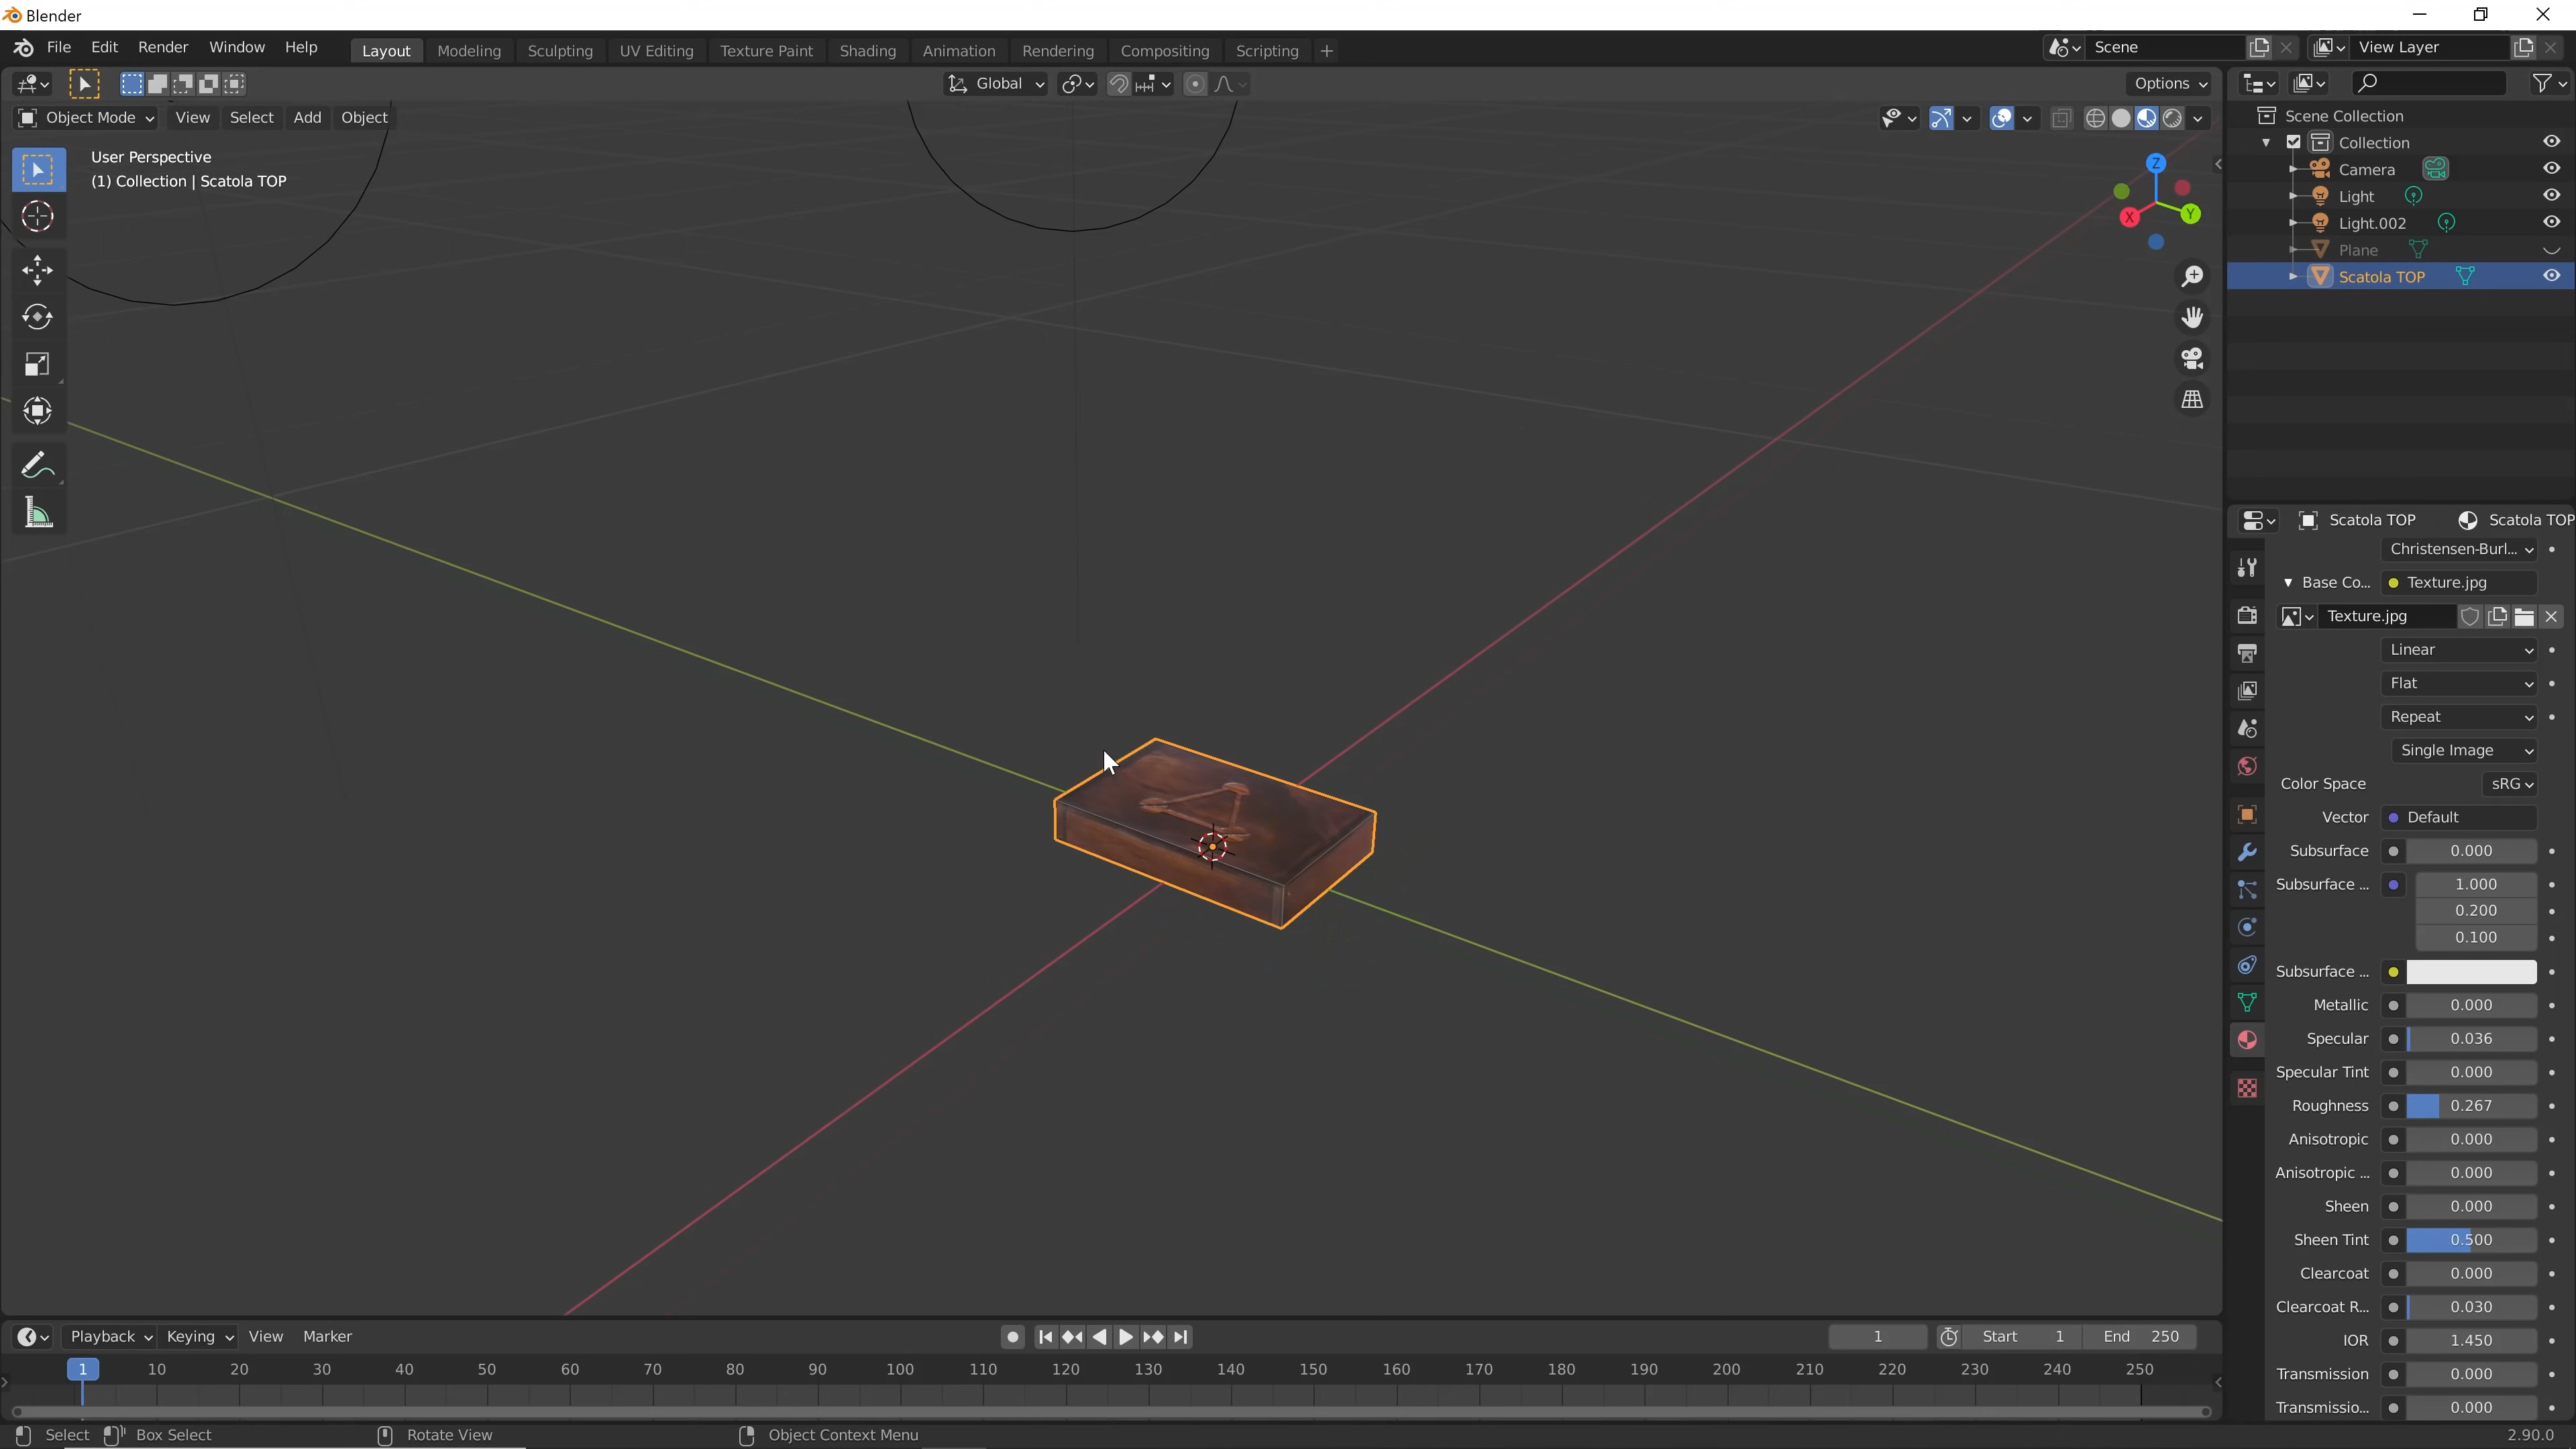 Blender
File Edit Render Window Help Layout Modeling Sculpting UV Editing Texture Paint Shading Animation Rendering Compositing Scripting + Scene View Layer
Global Options
Object Mode View Select Add Object
User Perspective
(1) Collection | Scatola TOP
Z
X
Y
Scene Collection
Collection
Camera
Light
Light.002
Plane
Scatola TOP
Scatola TOP Scatola TOP
Christensen-Burl...
Base Co... Texture.jpg
Texture.jpg
Linear
Flat
Repeat
Single Image
Color Space sRG
Vector Default
Subsurface 0.000
Subsurface ... 1.000
0.200
0.100
Subsurface ...
Metallic 0.000
Specular 0.036
Specular Tint 0.000
Roughness 0.267
Anisotropic 0.000
Anisotropic ... 0.000
Sheen 0.000
Sheen Tint 0.500
Clearcoat 0.000
Clearcoat R... 0.030
IOR 1.450
Transmission 0.000
Transmissio... 0.000
Playback Keying View Marker 1 Start 1 End 250
1 10 20 30 40 50 60 70 80 90 100 110 120 130 140 150 160 170 180 190 200 210 220 230 240 250
Select Box Select Rotate View Object Context Menu 2.90.0